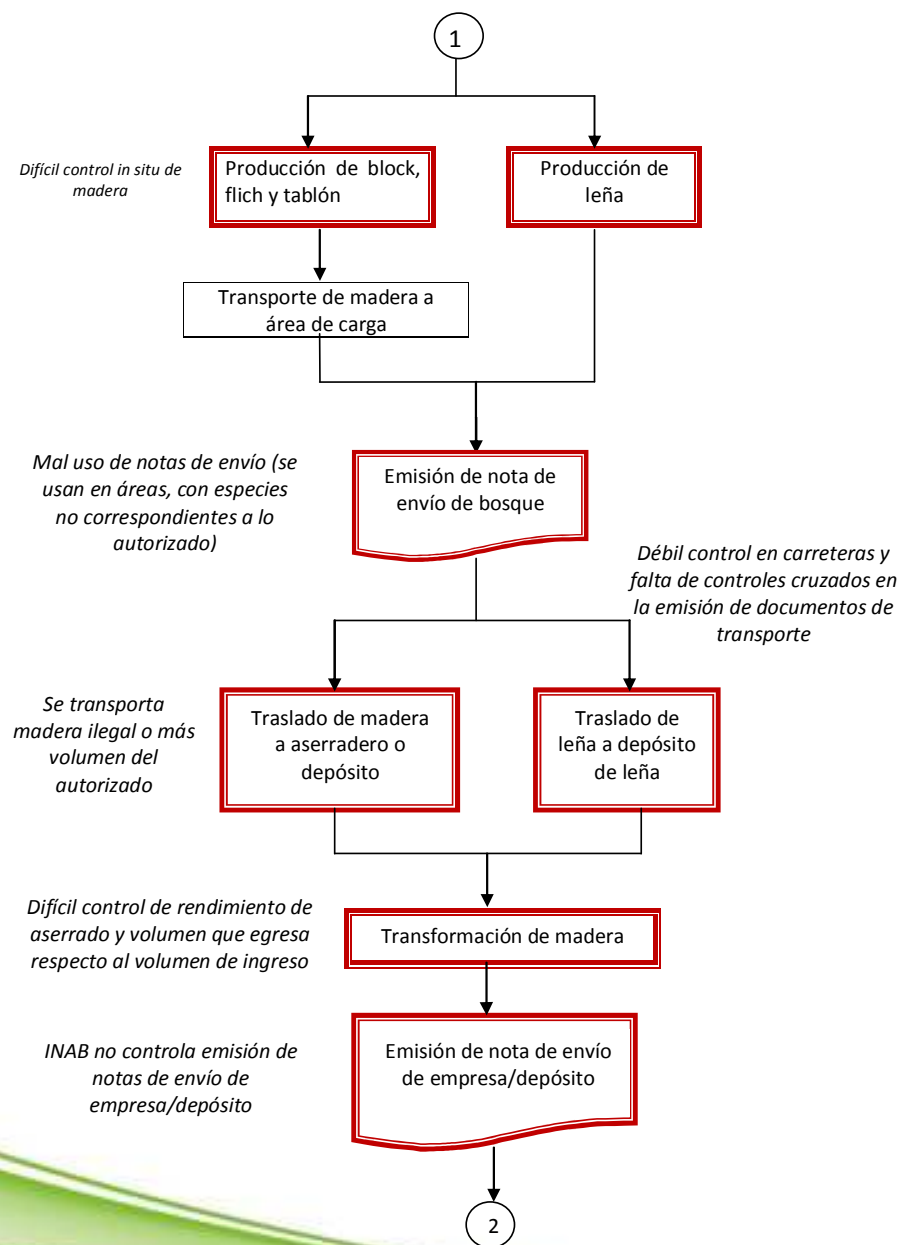 1
Difícil control in situ de
madera
Producción de block,
flich y tablón
Producción de
leña
Transporte de madera a
área de carga
Mal uso de notas de envío (se
usan en áreas, con especies
no correspondientes a lo
autorizado)
Emisión de nota de
envío de bosque
Débil control en carreteras y
falta de controles cruzados en
la emisión de documentos de
transporte
Se transporta
madera ilegal o más
volumen del
autorizado
Traslado de madera
a aserradero o
depósito
Traslado de
leña a depósito
de leña
Difícil control de rendimiento de
aserrado y volumen que egresa
respecto al volumen de ingreso
Transformación de madera
INAB no controla emisión de
notas de envío de
empresa/depósito
Emisión de nota de envío
de empresa/depósito
2